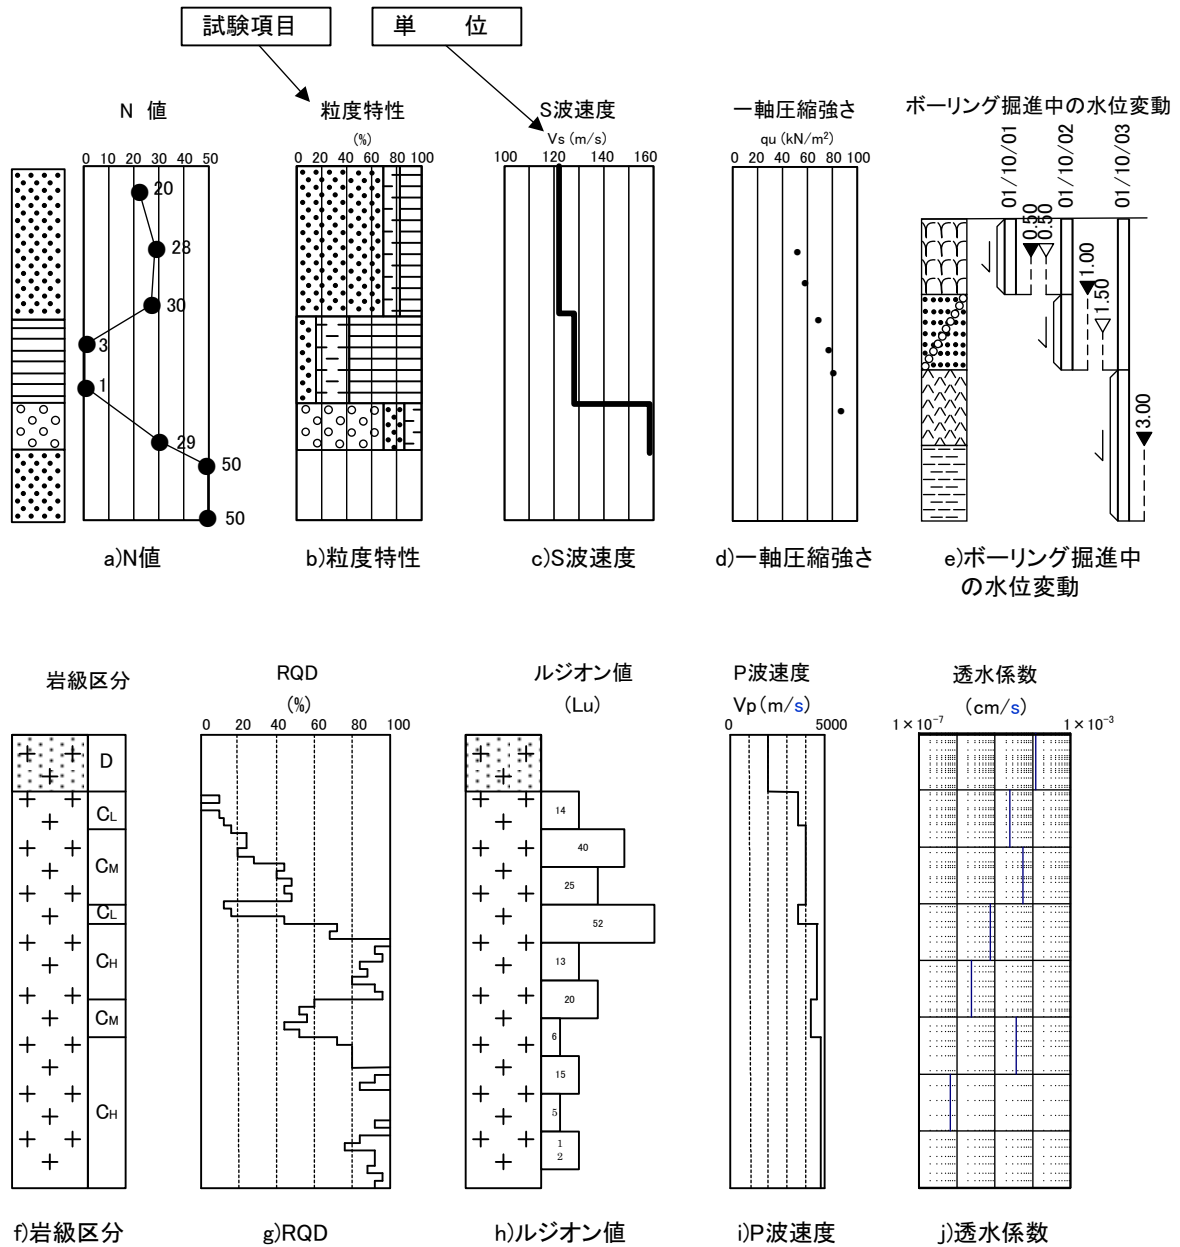 試験項目
単 位
N 値
0 10 20 30 40 50
20
28
30
3
1
29
50
50
a)N値
粒度特性
(%)
0 20 40 60 80 100
b)粒度特性
S波速度
Vs (m/s)
100 120 140 160
c)S波速度
一軸圧縮強さ
qu (kN/m²)
0 20 40 60 80 100
d)一軸圧縮強さ
ボーリング掘進中の水位変動
01/10/01
01/10/02
01/10/03
0.50
0.50
1.00
1.50
3.00
e)ボーリング掘進中
の水位変動
岩級区分
D
CL
CM
CL
CH
CM
CH
f)岩級区分
RQD
(%)
0 20 40 60 80 100
g)RQD
ルジオン値
(Lu)
14
40
25
52
13
20
6
15
5
1
2
h)ルジオン値
P波速度
Vp(m/s)
0 5000
i)P波速度
透水係数
(cm/s)
1×10⁻⁷ 1×10⁻³
j)透水係数